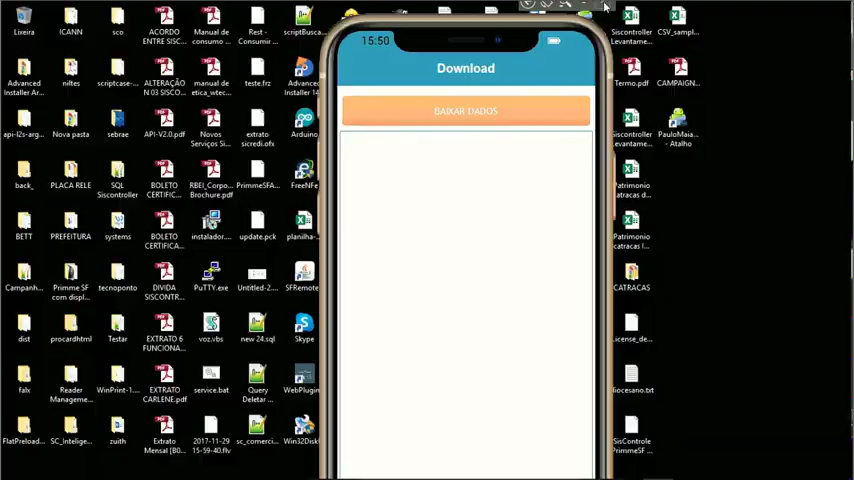 15:50
Download
BAIXAR DADOS
Lixeira
ICANN
sco
ACORDO
ENTRE SISC...
Manual de
consumo ...
Rest -
Consumir ...
scriptBusca...
Siscontroller
Levantame...
CSV_sampl...
Advanced
Installer Ar...
niltes
scriptcase-...
ALTERAÇÃO
N 03 SISCO...
manual de
etica_wtec...
teste.frz
Advanced
Installer 14...
Termo.pdf
CAMPAIGN...
api-l2s-arg...
Nova pasta
sebrae
API-V2.0.pdf
Novos
Serviços Si...
extrato
sicredi.ofx
Arduino
Siscontroller
Levantame...
PauloMaia...
- Atalho
back_
PLACA RELE
SQL
Siscontroller
BOLETO
CERTIFIC...
RBEI_Corpo...
Brochure.pdf
PrimmeSFA...
FreeNFe
Patrimonio
catracas d...
BETT
PREFEITURA
systems
BOLETO
CERTIFICA...
instalador....
update.pck
planilha-...
Patrimonio
catracas I...
Campanh...
Primme SF
com displ...
tecnoponto
DIVIDA
SISCONTR...
PuTTY.exe
Untitled-2....
SFRemote
CATRACAS
dist
procardhtml
Testar
EXTRATO 6
FUNCIONA...
voz.vbs
new 24.sql
Skype
License_de...
falx
Reader
Manageme...
WinPrint-1....
EXTRATO
CARLENE.pdf
service.bat
Query
Deletar ...
WebPlugin
diocesano.txt
FlatPreload...
SC_Intelige...
zuith
Extrato
Mensal [B0...
2017-11-29
15-59-40.flv
sc_comerci...
Win32Diskl
SisControle
PrimmeSF ...